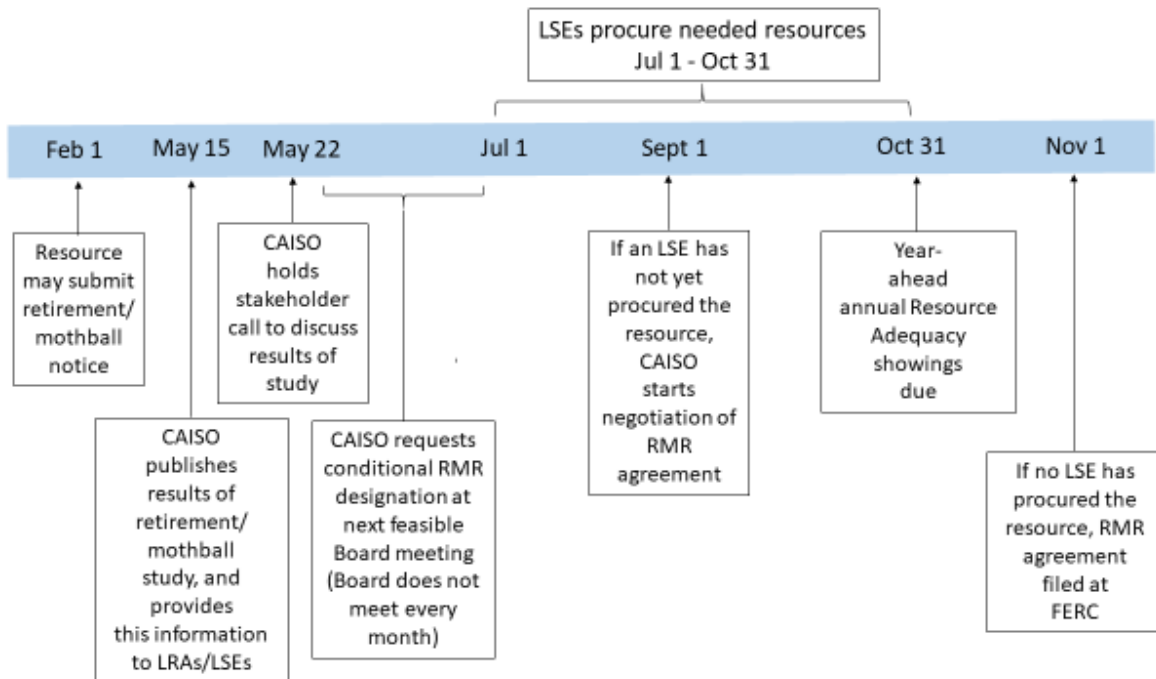 LSEs procure needed resources
Jul 1 - Oct 31
Feb 1
May 15
May 22
Jul 1
Sept 1
Oct 31
Nov 1
Resource
may submit
retirement/
mothball
notice
CAISO
publishes
results of
retirement/
mothball
study, and
provides
this information
to LRAs/LSEs
CAISO
holds
stakeholder
call to discuss
results of
study
CAISO requests
conditional RMR
designation at
next feasible
Board meeting
(Board does not
meet every
month)
If an LSE has
not yet
procured the
resource,
CAISO
starts
negotiation of
RMR
agreement
Year-
ahead
annual Resource
Adequacy
showings
due
If no LSE has
procured the
resource, RMR
agreement
filed at
FERC